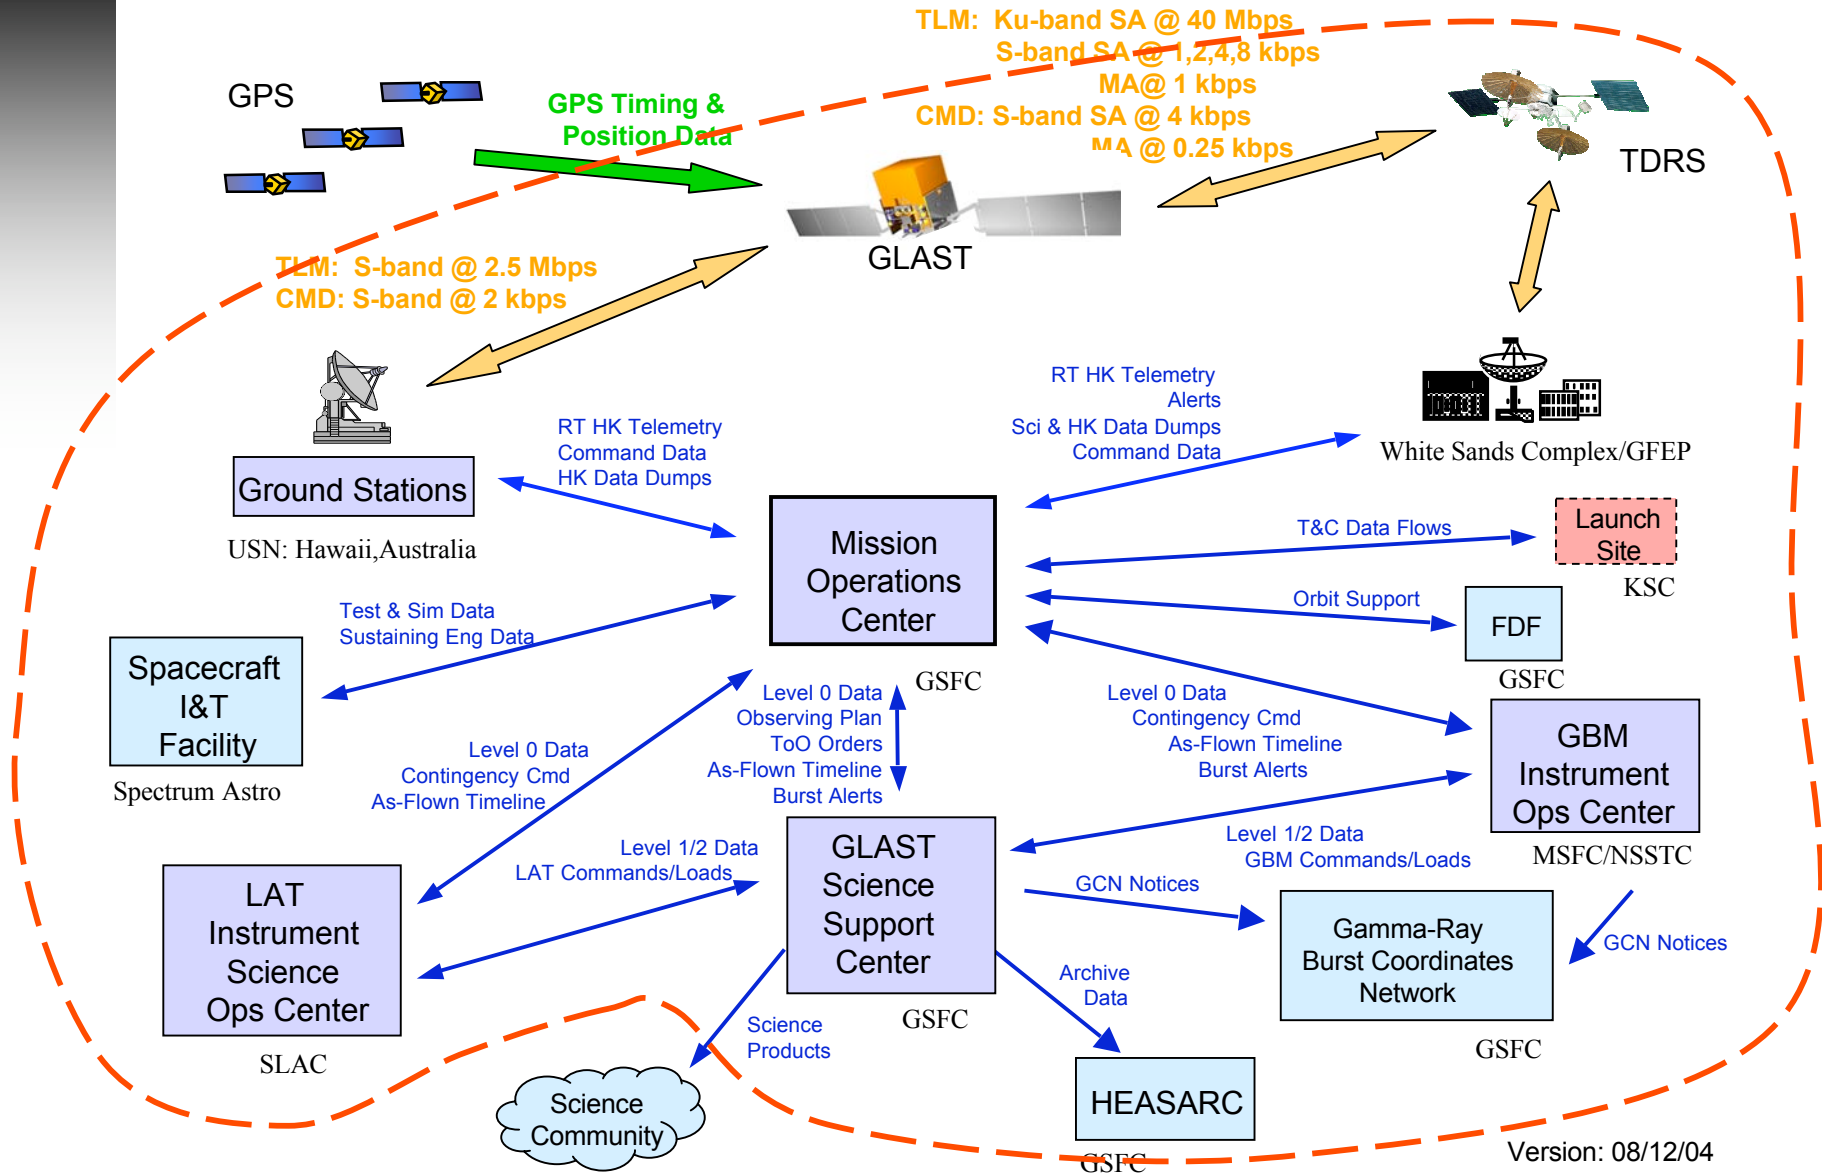 TLM: Ku-band SA @ 40 Mbps
S-band SA @ 1,2,4,8 kbps
MA@ 1 kbps
CMD: S-band SA @ 4 kbps
MA @ 0.25 kbps
GPS
GPS Timing &
Position Data
TDRS
GLAST
TLM: S-band @ 2.5 Mbps
CMD: S-band @ 2 kbps
RT HK Telemetry
Alerts
Sci & HK Data Dumps
Command Data
White Sands Complex/GFEP
RT HK Telemetry
Command Data
HK Data Dumps
Ground Stations
USN: Hawaii,Australia
Mission
Operations
Center
GSFC
T&C Data Flows
Launch
Site
KSC
Orbit Support
FDF
GSFC
Test & Sim Data
Sustaining Eng Data
Spacecraft
I&T
Facility
Spectrum Astro
Level 0 Data
Contingency Cmd
As-Flown Timeline
Level 0 Data
Observing Plan
ToO Orders
As-Flown Timeline
Burst Alerts
Level 0 Data
Contingency Cmd
As-Flown Timeline
Burst Alerts
GBM
Instrument
Ops Center
MSFC/NSSTC
Level 1/2 Data
LAT Commands/Loads
GLAST
Science
Support
Center
GSFC
Level 1/2 Data
GBM Commands/Loads
GCN Notices
LAT
Instrument
Science
Ops Center
SLAC
Gamma-Ray
Burst Coordinates
Network
GSFC
GCN Notices
Archive
Data
Science
Products
Science
Community
HEASARC
GSFC
Version: 08/12/04